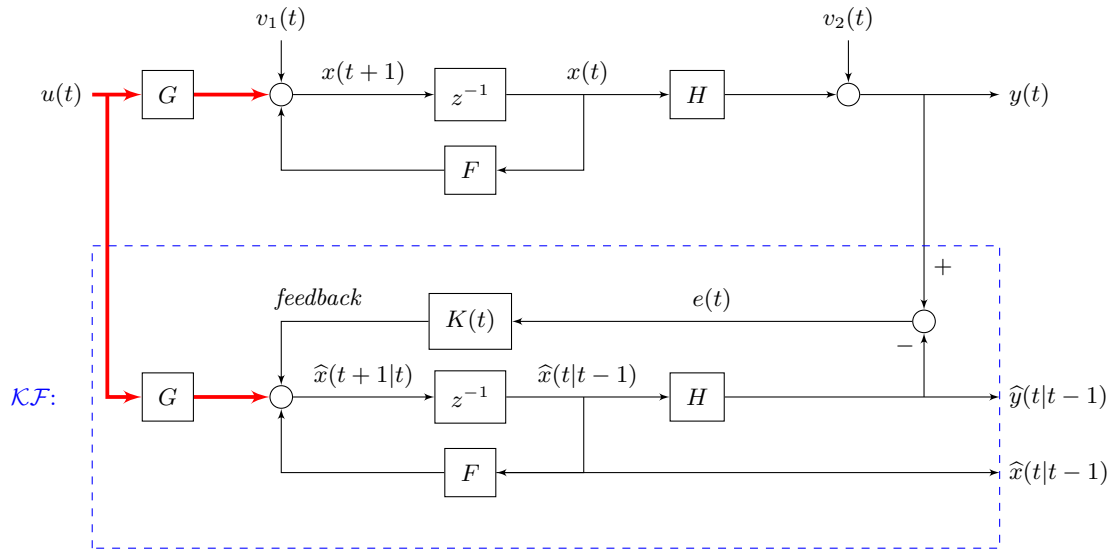 v₁(t) v₂(t)
u(t) G x(t + 1) z⁻¹ x(t) H y(t)
F
+
feedback K(t) e(t)
−
𝒦ℱ: G x̂(t + 1|t) z⁻¹ x̂(t|t − 1) H ŷ(t|t − 1)
F x̂(t|t − 1)